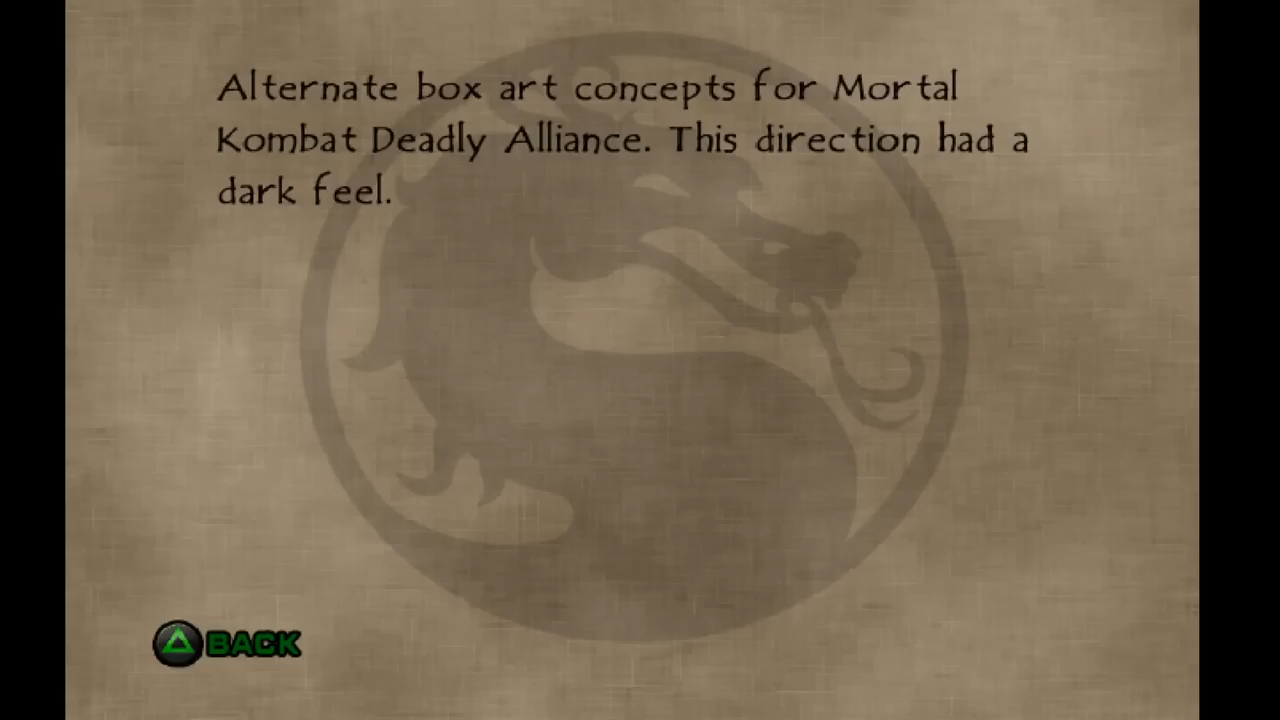 Alternate box art concepts for Mortal
Kombat Deadly Alliance. This direction had a
dark feel.
BACK